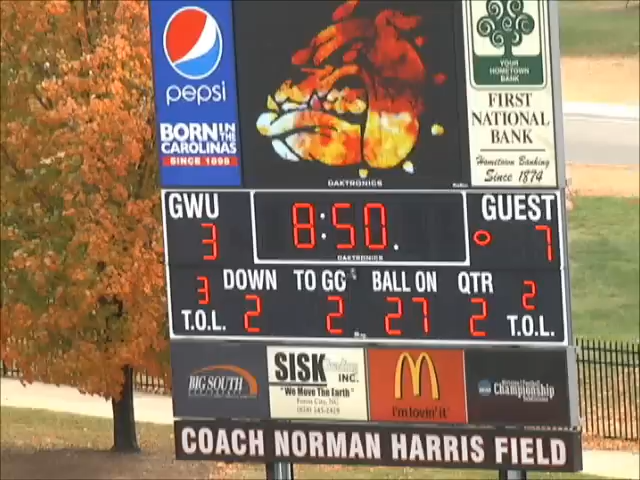 pepsi
BORN IN THE
CAROLINAS
SINCE 1898
YOUR
HOMETOWN
BANK
FIRST
NATIONAL
BANK
Hometown Banking
Since 1874
DAKTRONICS
GWU
GUEST
3
8:50.
7
DAKTRONICS
3
DOWN
TO GO
BALL ON
QTR
2
T.O.L.
2
2
27
2
T.O.L.
BIG SOUTH
SISK
INC.
"We Move The Earth"
i'm lovin' it
Championship
COACH NORMAN HARRIS FIELD